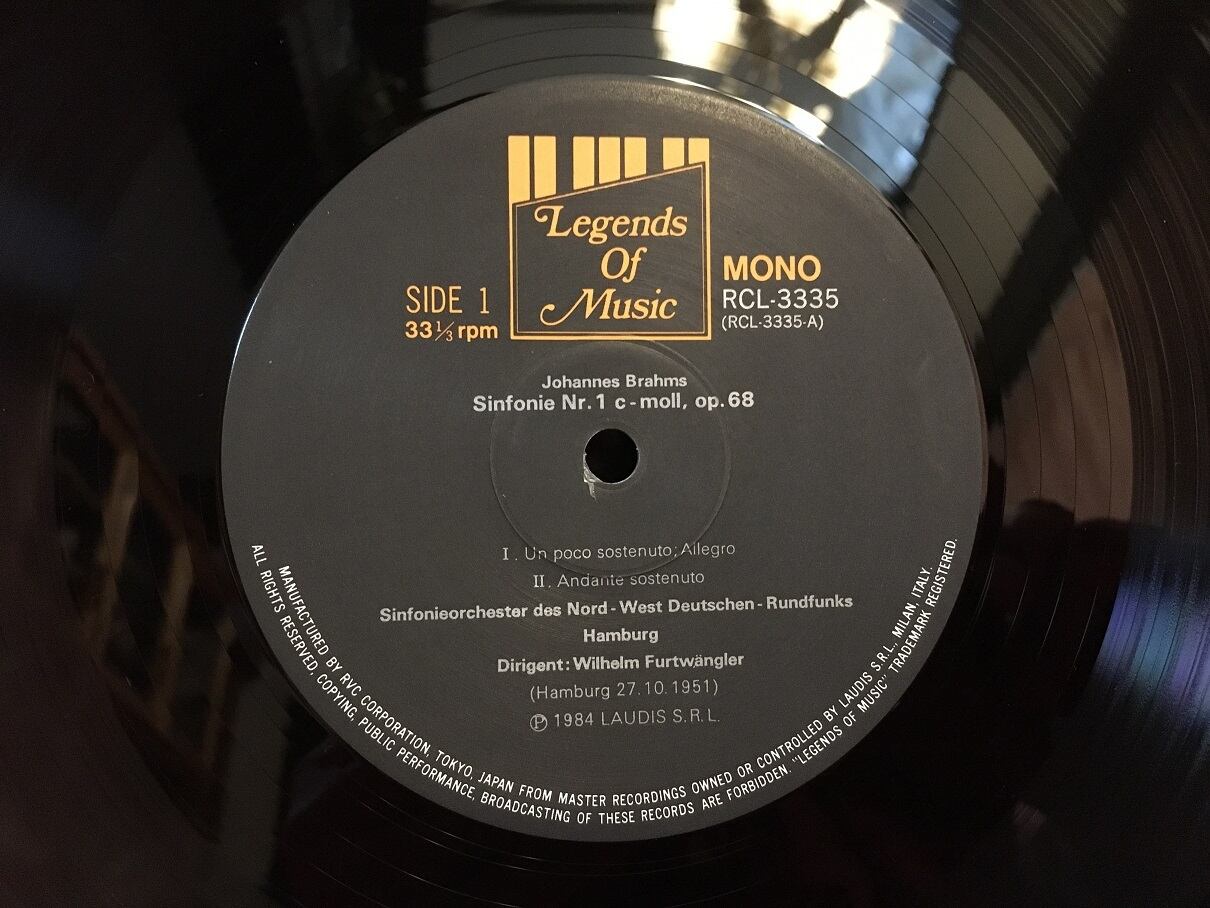 Legends
Of
Music
SIDE 1
33⅓ rpm
MONO
RCL-3335
(RCL-3335-A)
Johannes Brahms
Sinfonie Nr.1 c-moll, op.68
I. Un poco sostenuto; Allegro
II. Andante sostenuto
Sinfonieorchester des Nord-West Deutschen-Rundfunks
Hamburg
Dirigent: Wilhelm Furtwängler
(Hamburg 27.10.1951)
℗ 1984 LAUDIS S.R.L.
MANUFACTURED BY RVC CORPORATION, TOKYO, JAPAN FROM MASTER RECORDINGS OWNED OR CONTROLLED BY LAUDIS S.R.L. MILAN, ITALY.
ALL RIGHTS RESERVED, COPYING, PUBLIC PERFORMANCE, BROADCASTING OF THESE RECORDS ARE FORBIDDEN. "LEGENDS OF MUSIC" TRADEMARK REGISTERED.